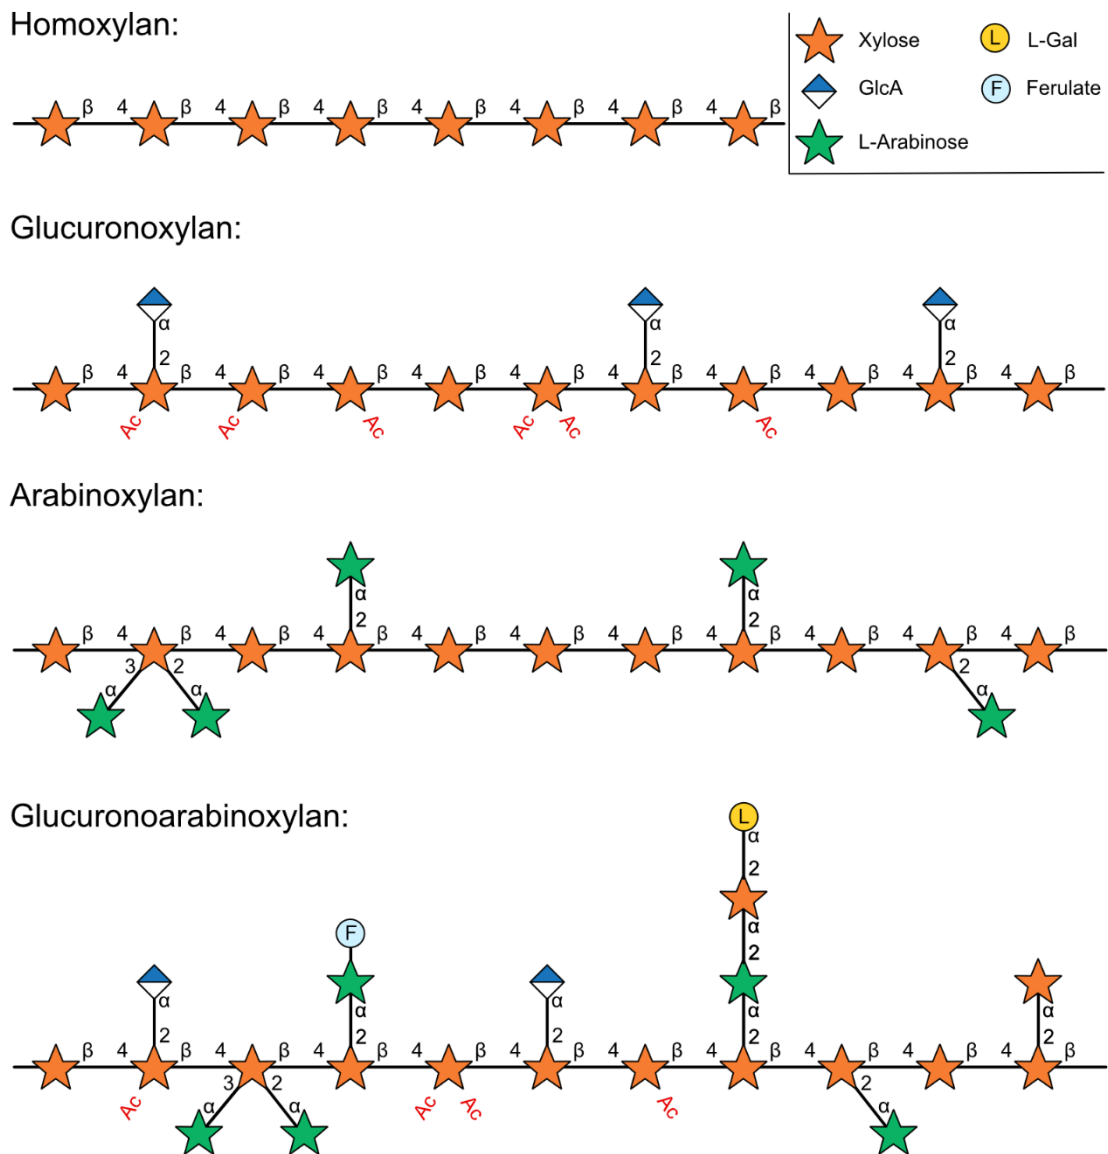 Homoxylan:
Xylose
L L-Gal
GlcA
F Ferulate
L-Arabinose
β 4 β 4 β 4 β 4 β 4 β 4 β 4 β
Glucuronoxylan:
α α α
2 2 2
β 4 β 4 β 4 β 4 β 4 β 4 β 4 β 4 β 4 β 4 β
Ac Ac Ac Ac Ac Ac
Arabinoxylan:
α α
2 2
β 4 β 4 β 4 β 4 β 4 β 4 β 4 β 4 β 4 β 4 β
3 2 2
α α α
Glucuronoarabinoxylan:
L
α
2
F
α
2
α α α α
2 2 2 2 2
β 4 β 4 β 4 β 4 β 4 β 4 β 4 β 4 β 4 β 4 β
3 2 2
Ac α α Ac Ac Ac α